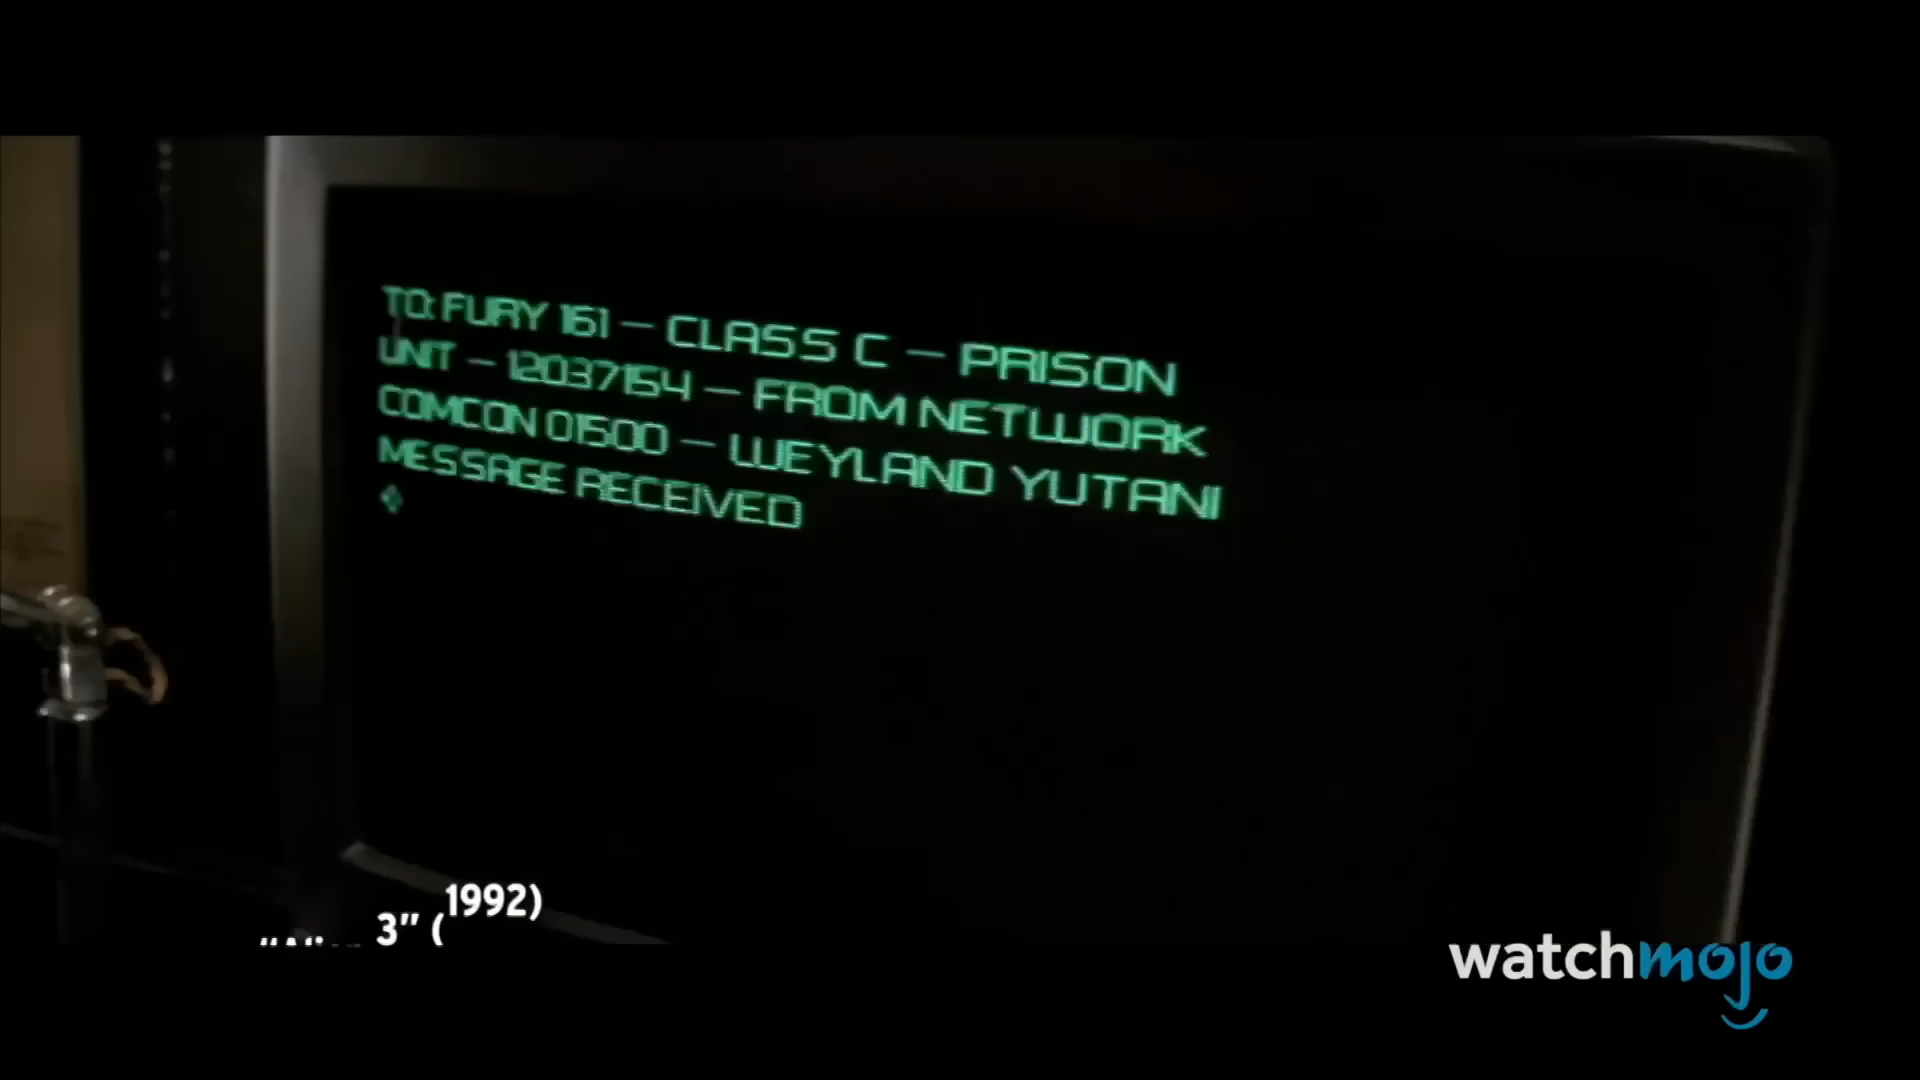 TO: FURY 161 — CLASS C — PRISON
UNIT — 12037154 — FROM NETWORK
COMCON 01500 — WEYLAND YUTANI
MESSAGE RECEIVED
3" (1992)
watchmojo